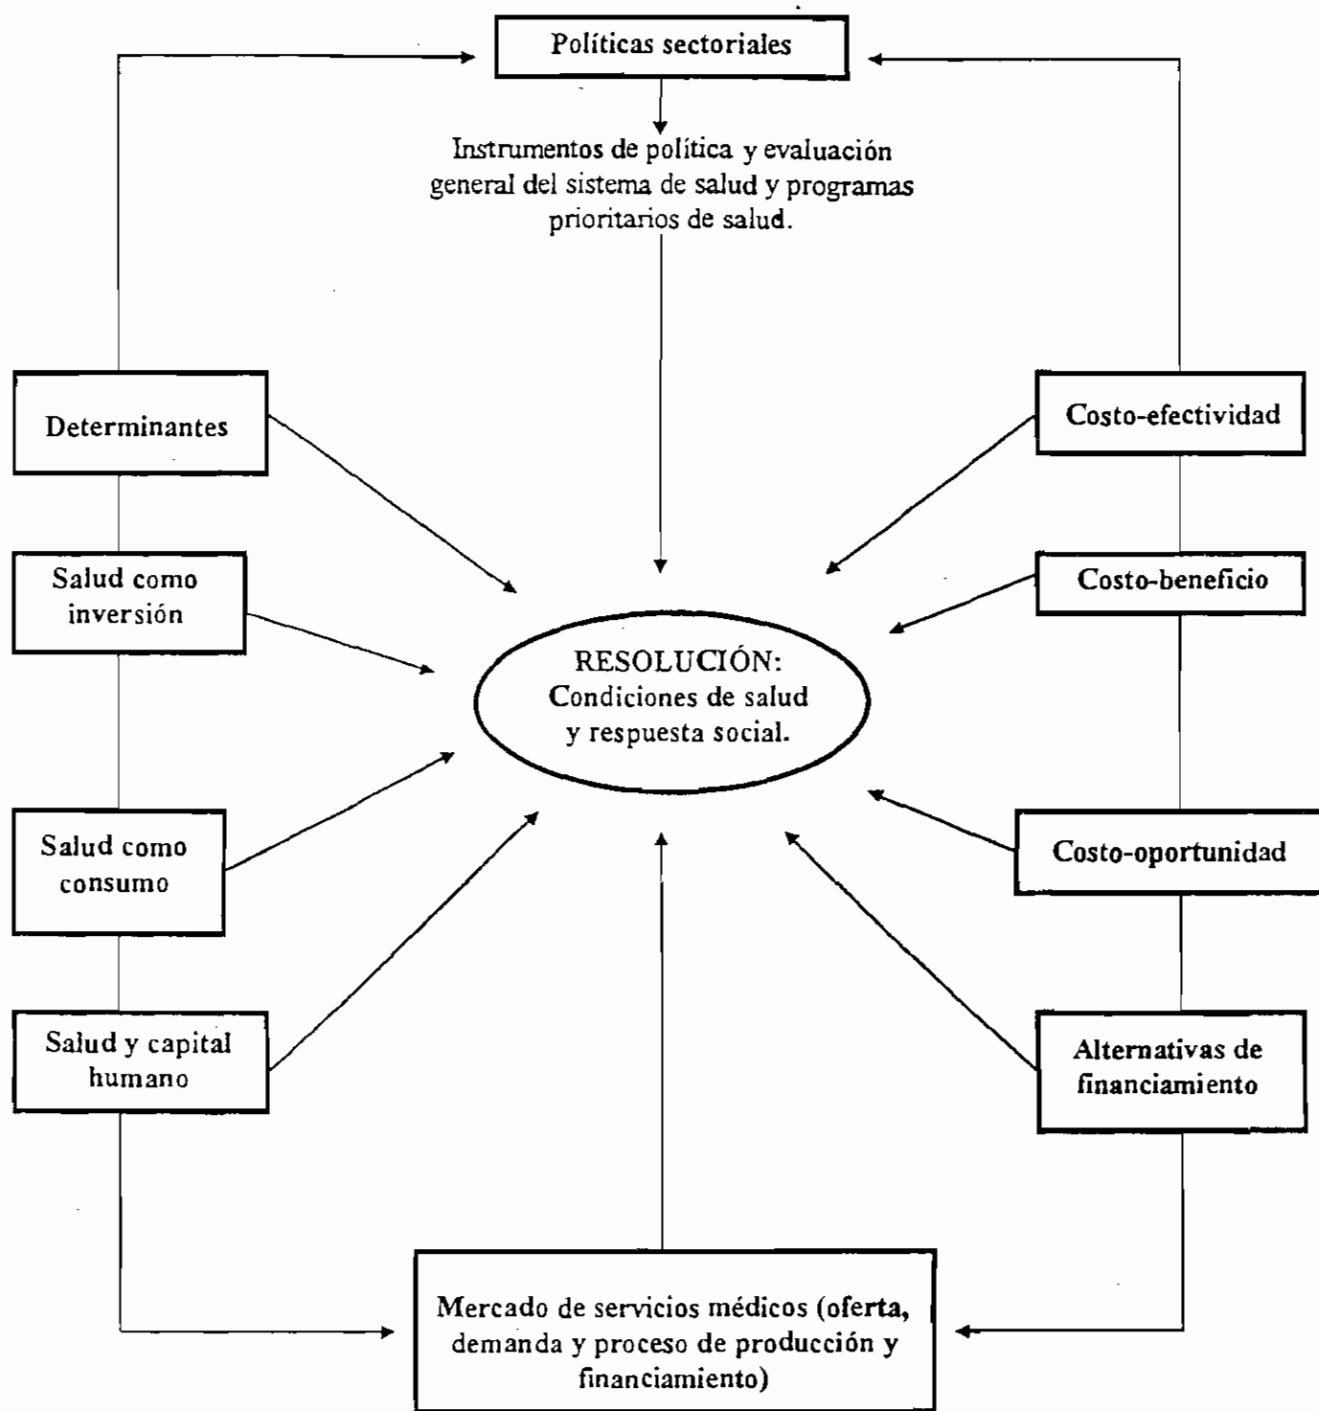 Políticas sectoriales
Instrumentos de política y evaluación
general del sistema de salud y programas
prioritarios de salud.
Determinantes
Costo-efectividad
Salud como
inversión
Costo-beneficio
RESOLUCIÓN:
Condiciones de salud
y respuesta social.
Salud como
consumo
Costo-oportunidad
Salud y capital
humano
Alternativas de
financiamiento
Mercado de servicios médicos (oferta,
demanda y proceso de producción y
financiamiento)